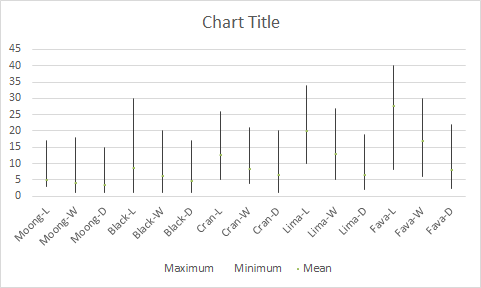 Chart Title
45
40
35
30
25
20
15
10
5
0
Moong-L
Moong-W
Moong-D
Black-L
Black-W
Black-D
Cran-L
Cran-W
Cran-D
Lima-L
Lima-W
Lima-D
Fava-L
Fava-W
Fava-D
Maximum Minimum Mean